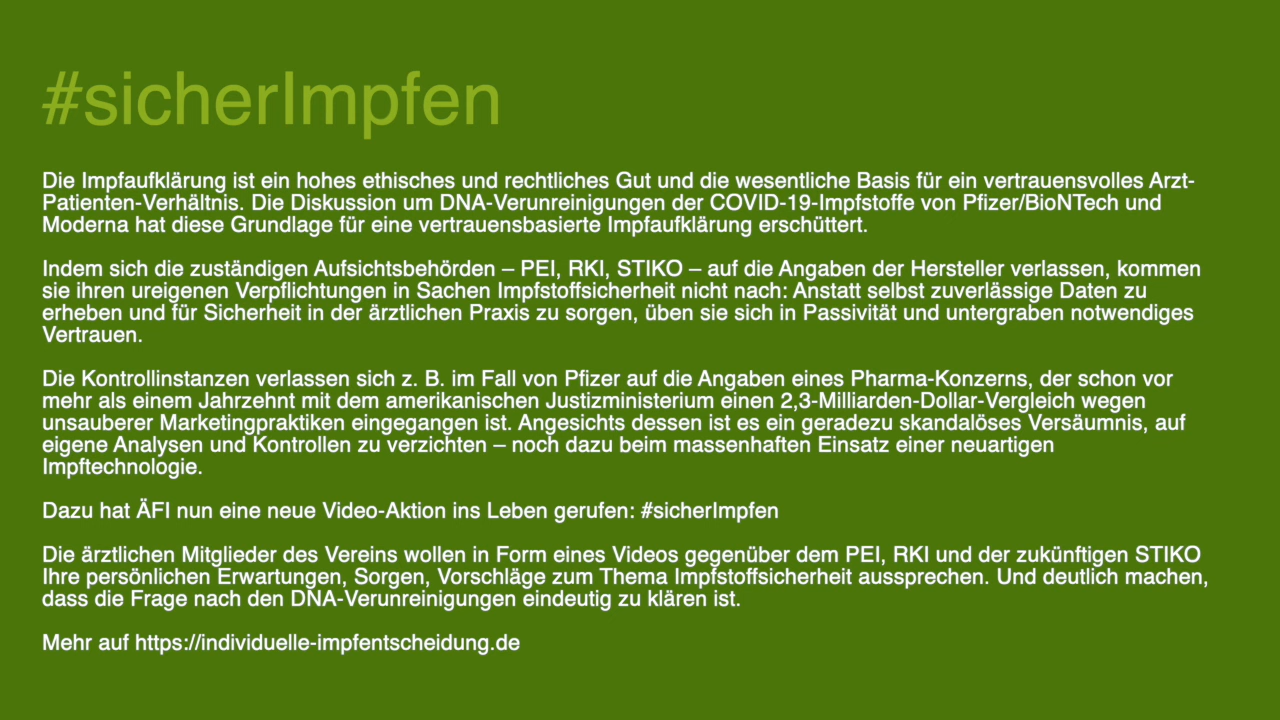 #sicherImpfen
Die Impfaufklärung ist ein hohes ethisches und rechtliches Gut und die wesentliche Basis für ein vertrauensvolles Arzt-
Patienten-Verhältnis. Die Diskussion um DNA-Verunreinigungen der COVID-19-Impfstoffe von Pfizer/BioNTech und
Moderna hat diese Grundlage für eine vertrauensbasierte Impfaufklärung erschüttert.
Indem sich die zuständigen Aufsichtsbehörden – PEI, RKI, STIKO – auf die Angaben der Hersteller verlassen, kommen
sie ihren ureigenen Verpflichtungen in Sachen Impfstoffsicherheit nicht nach: Anstatt selbst zuverlässige Daten zu
erheben und für Sicherheit in der ärztlichen Praxis zu sorgen, üben sie sich in Passivität und untergraben notwendiges
Vertrauen.
Die Kontrollinstanzen verlassen sich z. B. im Fall von Pfizer auf die Angaben eines Pharma-Konzerns, der schon vor
mehr als einem Jahrzehnt mit dem amerikanischen Justizministerium einen 2,3-Milliarden-Dollar-Vergleich wegen
unsauberer Marketingpraktiken eingegangen ist. Angesichts dessen ist es ein geradezu skandalöses Versäumnis, auf
eigene Analysen und Kontrollen zu verzichten – noch dazu beim massenhaften Einsatz einer neuartigen
Impftechnologie.
Dazu hat ÄFI nun eine neue Video-Aktion ins Leben gerufen: #sicherImpfen
Die ärztlichen Mitglieder des Vereins wollen in Form eines Videos gegenüber dem PEI, RKI und der zukünftigen STIKO
Ihre persönlichen Erwartungen, Sorgen, Vorschläge zum Thema Impfstoffsicherheit aussprechen. Und deutlich machen,
dass die Frage nach den DNA-Verunreinigungen eindeutig zu klären ist.
Mehr auf https://individuelle-impfentscheidung.de